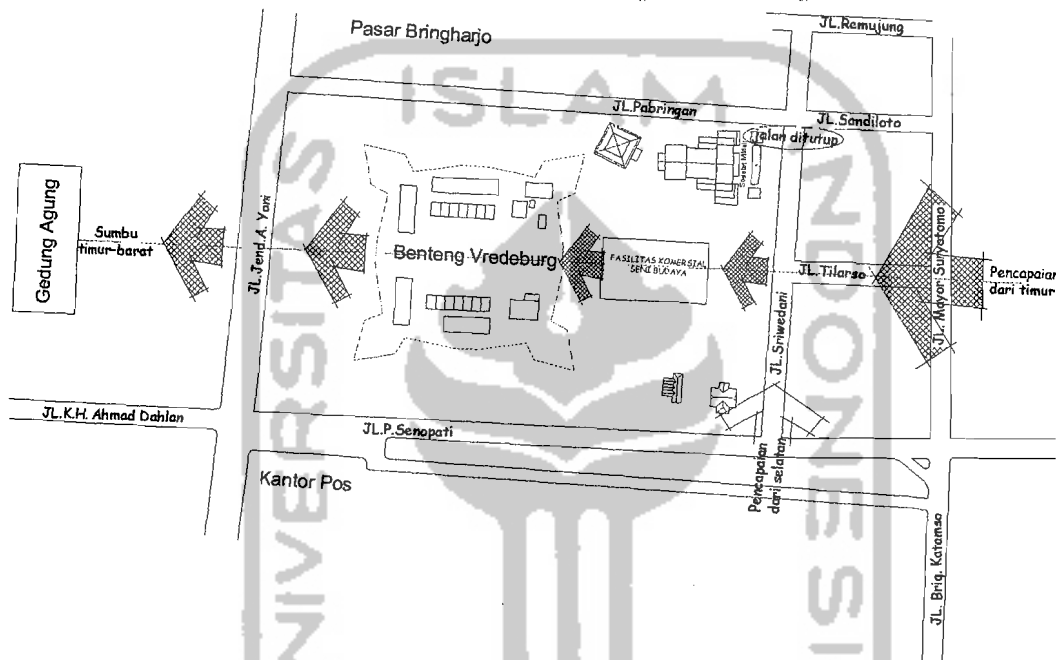 JL.Remujung
Pasar Bringharjo
JL.Pabringan
JL.Sandiloto
jalan ditutup
Gedung Agung
Sumbu
timur-barat
JL.Jend.A. Yani
Benteng Vredeburg
FASILITAS KOMERSIAL
SENI BUDAYA
JL.Tilarso
JL. Mayor Suryotomo
Pencapaian
dari timur
JL. Sriwedani
JL.K.H. Ahmad Dahlan
JL.P.Senopati
Pencapaian
dari selatan
Kantor Pos
JL. Brig. Katamso
UNIVERSITAS
ISLAM
INDONESIA